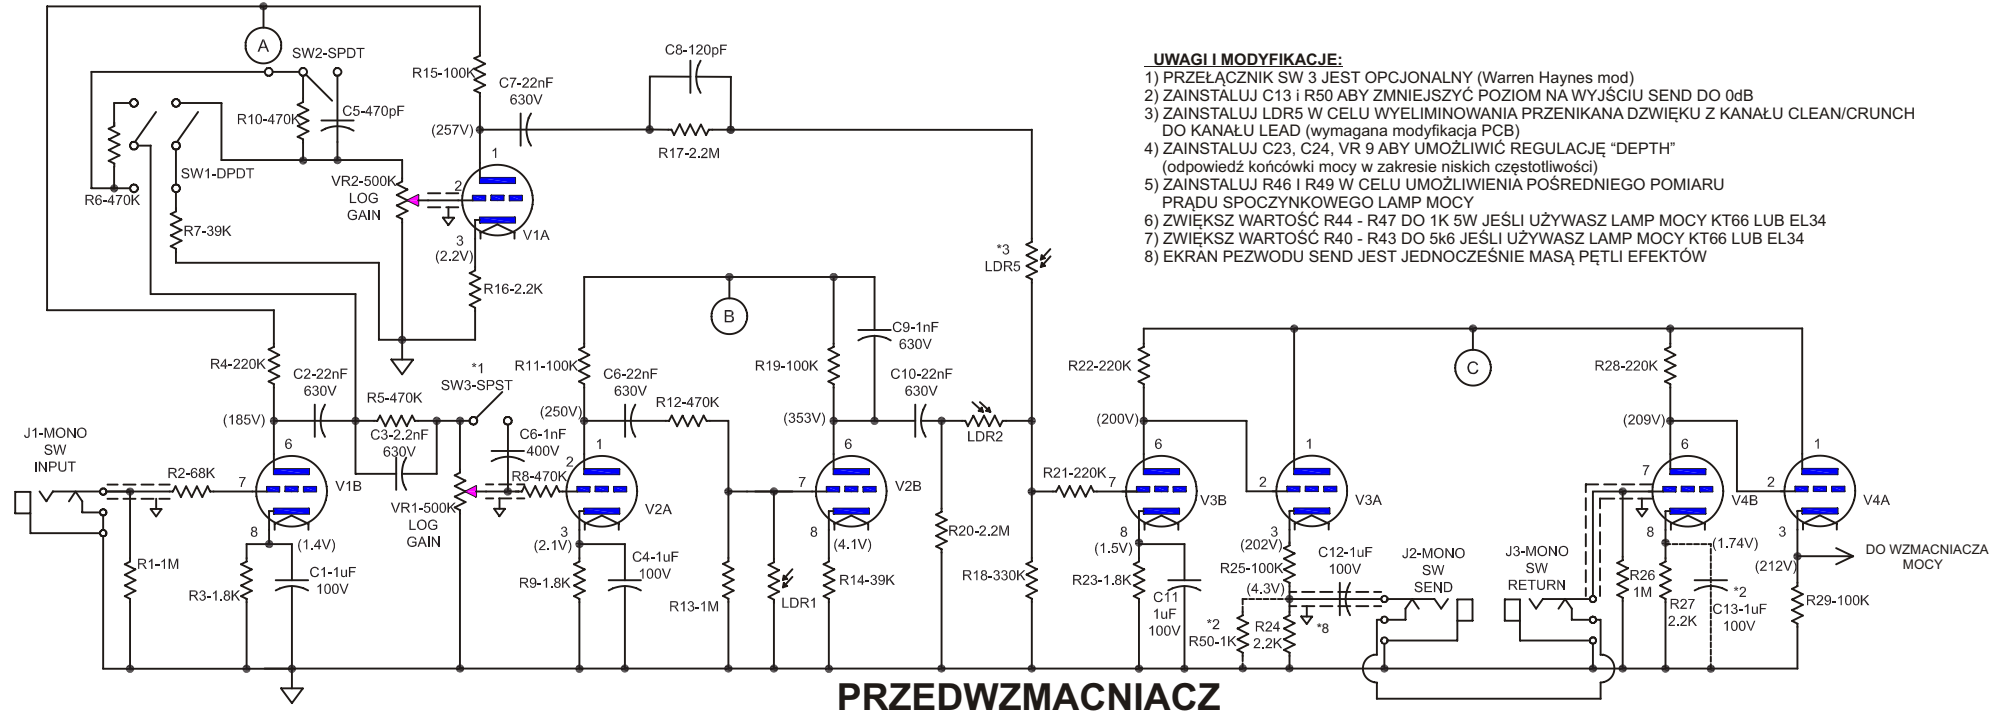 UWAGI I MODYFIKACJE:
1) PRZEŁĄCZNIK SW 3 JEST OPCJONALNY (Warren Haynes mod)
2) ZAINSTALUJ C13 i R50 ABY ZMNIEJSZYĆ POZIOM NA WYJŚCIU SEND DO 0dB
3) ZAINSTALUJ LDR5 W CELU WYELIMINOWANIA PRZENIKANA DZWIĘKU Z KANAŁU CLEAN/CRUNCH
DO KANAŁU LEAD (wymagana modyfikacja PCB)
4) ZAINSTALUJ C23, C24, VR 9 ABY UMOŻLIWIĆ REGULACJĘ “DEPTH”
(odpowiedź końcówki mocy w zakresie niskich częstotliwości)
5) ZAINSTALUJ R46 I R49 W CELU UMOŻLIWIENIA POŚREDNIEGO POMIARU
PRĄDU SPOCZYNKOWEGO LAMP MOCY
6) ZWIĘKSZ WARTOŚĆ R44 - R47 DO 1K 5W JEŚLI UŻYWASZ LAMP MOCY KT66 LUB EL34
7) ZWIĘKSZ WARTOŚĆ R40 - R43 DO 5k6 JEŚLI UŻYWASZ LAMP MOCY KT66 LUB EL34
8) EKRAN PEZWODU SEND JEST JEDNOCZEŚNIE MASĄ PĘTLI EFEKTÓW
A
SW2-SPDT
R15-100K
C7-22nF
630V
C8-120pF
R17-2.2M
R10-470K
C5-470pF
(257V)
1
2
3
(2.2V)
V1A
SW1-DPDT
R6-470K
R7-39K
VR2-500K
LOG
GAIN
R16-2.2K
*3
LDR5
B
C9-1nF
630V
R4-220K
C2-22nF
630V
(185V)
R5-470K
C3-2.2nF
630V
*1
SW3-SPST
R11-100K
C6-22nF
630V
R12-470K
(250V)
C6-1nF
400V
R8-470K
R19-100K
C10-22nF
630V
(353V)
LDR2
R22-220K
C
R28-220K
(200V)
(209V)
J1-MONO
SW
INPUT
R2-68K
6
7
8
V1B
(1.4V)
VR1-500K
LOG
GAIN
1
2
3
V2A
(2.1V)
6
7
8
V2B
(4.1V)
R21-220K
6
7
8
V3B
(1.5V)
1
2
3
V3A
(202V)
6
7
8
V4B
(1.74V)
1
2
3
V4A
(212V)
DO WZMACNIACZA
MOCY
R1-1M
R3-1.8K
C1-1uF
100V
R9-1.8K
C4-1uF
100V
R13-1M
LDR1
R14-39K
R20-2.2M
R18-330K
R23-1.8K
C11
1uF
100V
R25-100K
(4.3V)
C12-1uF
100V
*2
R50-1K
R24
2.2K
*8
J2-MONO
SW
SEND
J3-MONO
SW
RETURN
R26
1M
R27
2.2K
*2
C13-1uF
100V
R29-100K
PRZEDWZMACNIACZ